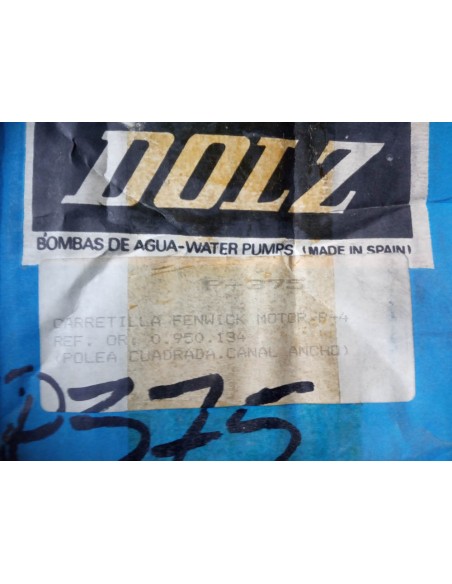 DOLZ
BOMBAS DE AGUA-WATER PUMPS (MADE IN SPAIN)
P-375
CARRETILLA FENWICK MOTOR 8-4
REF. OR: 0.950.134
(POLEA CUADRADA.CANAL ANCHO)
P375